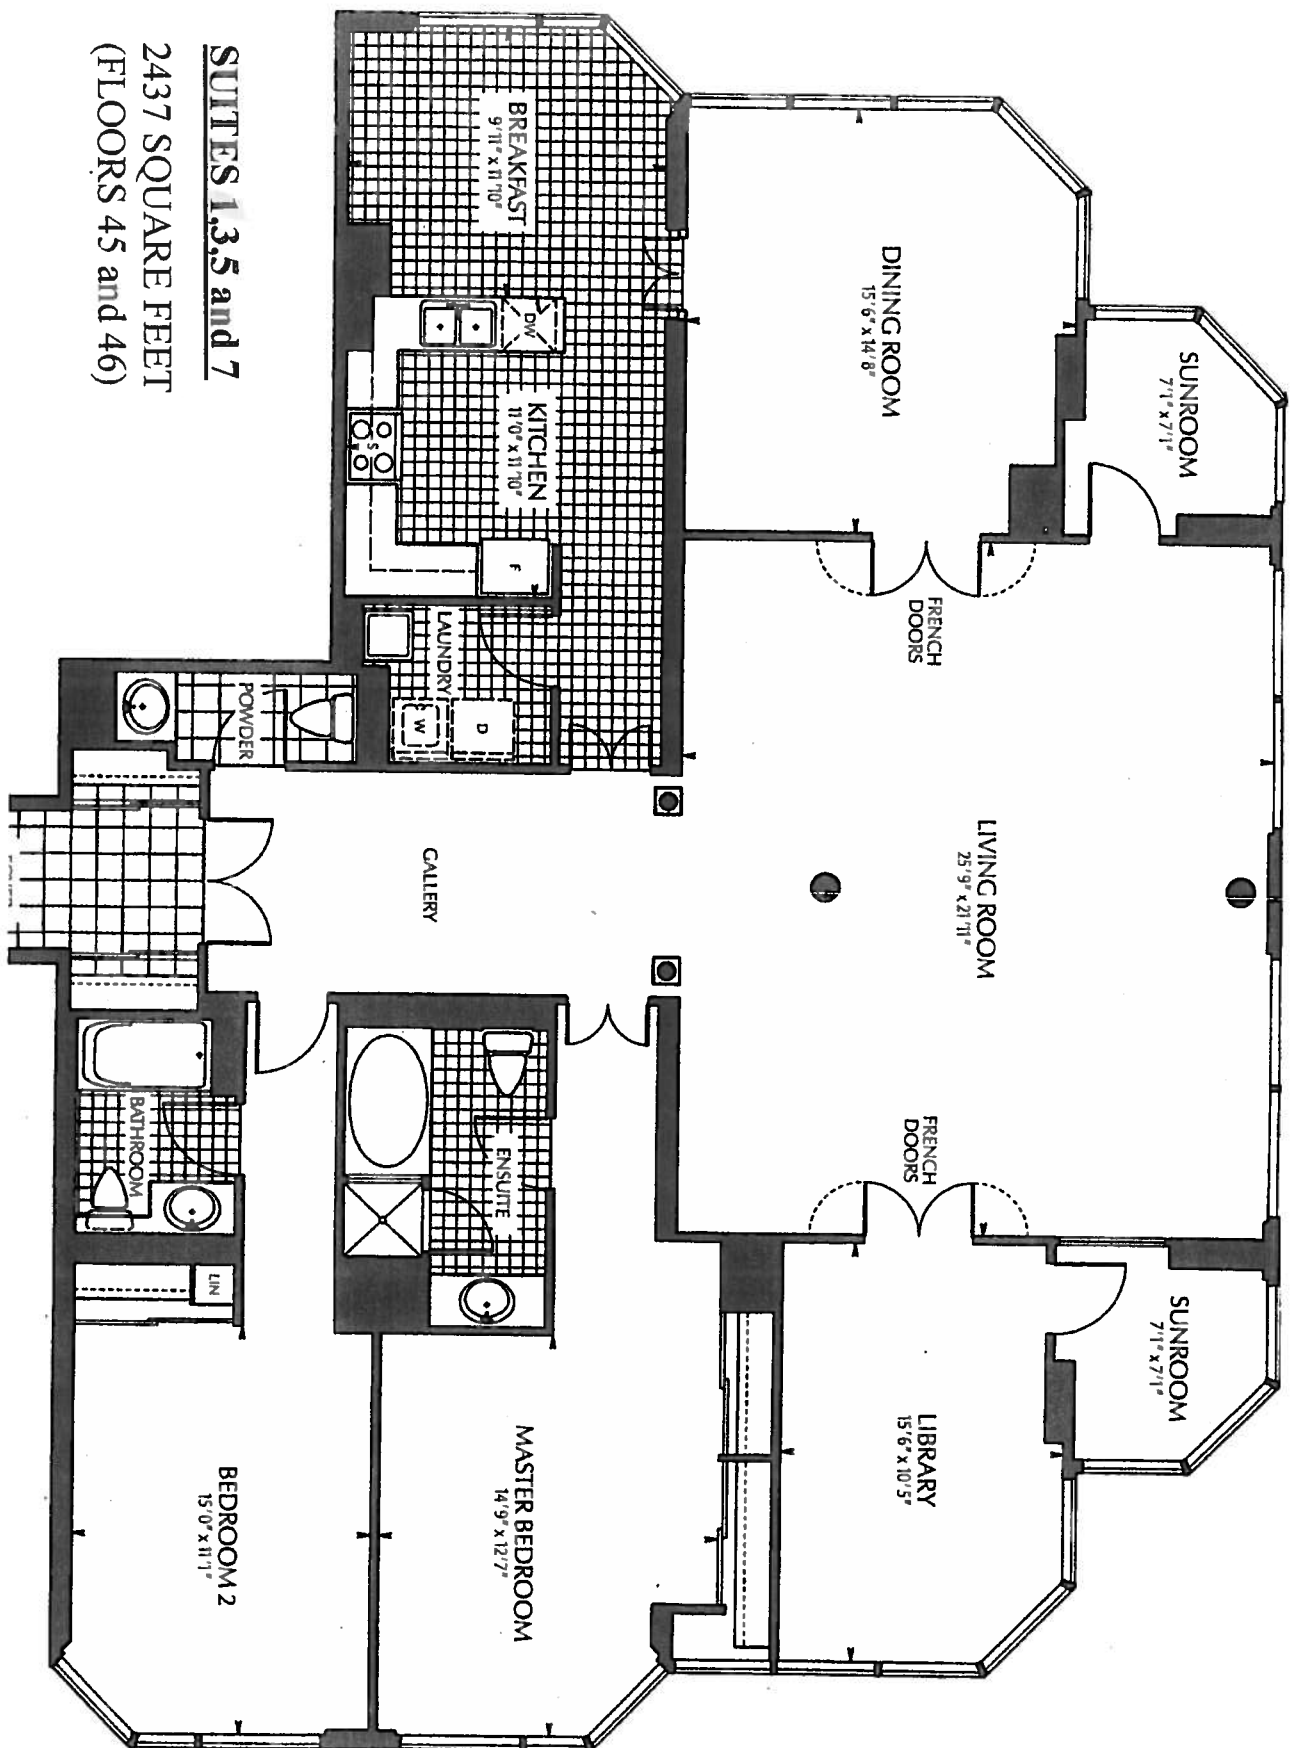 SUNROOM
7'1" x 7'1"
SUNROOM
7'1" x 7'1"
DINING ROOM
15'6" x 14'8"
FRENCH
DOORS
LIVING ROOM
25'9" x 21'11"
FRENCH
DOORS
LIBRARY
15'6" x 10'5"
BREAKFAST
9'11" x 11'10"
DW
KITCHEN
11'0" x 11'10"
S
F
LAUNDRY
W
D
GALLERY
ENSUITE
MASTER BEDROOM
14'9" x 12'7"
POWDER
BATHROOM
LIN
BEDROOM 2
15'0" x 11'1"
SUITES 1,3,5 and 7
2437 SQUARE FEET
(FLOORS 45 and 46)